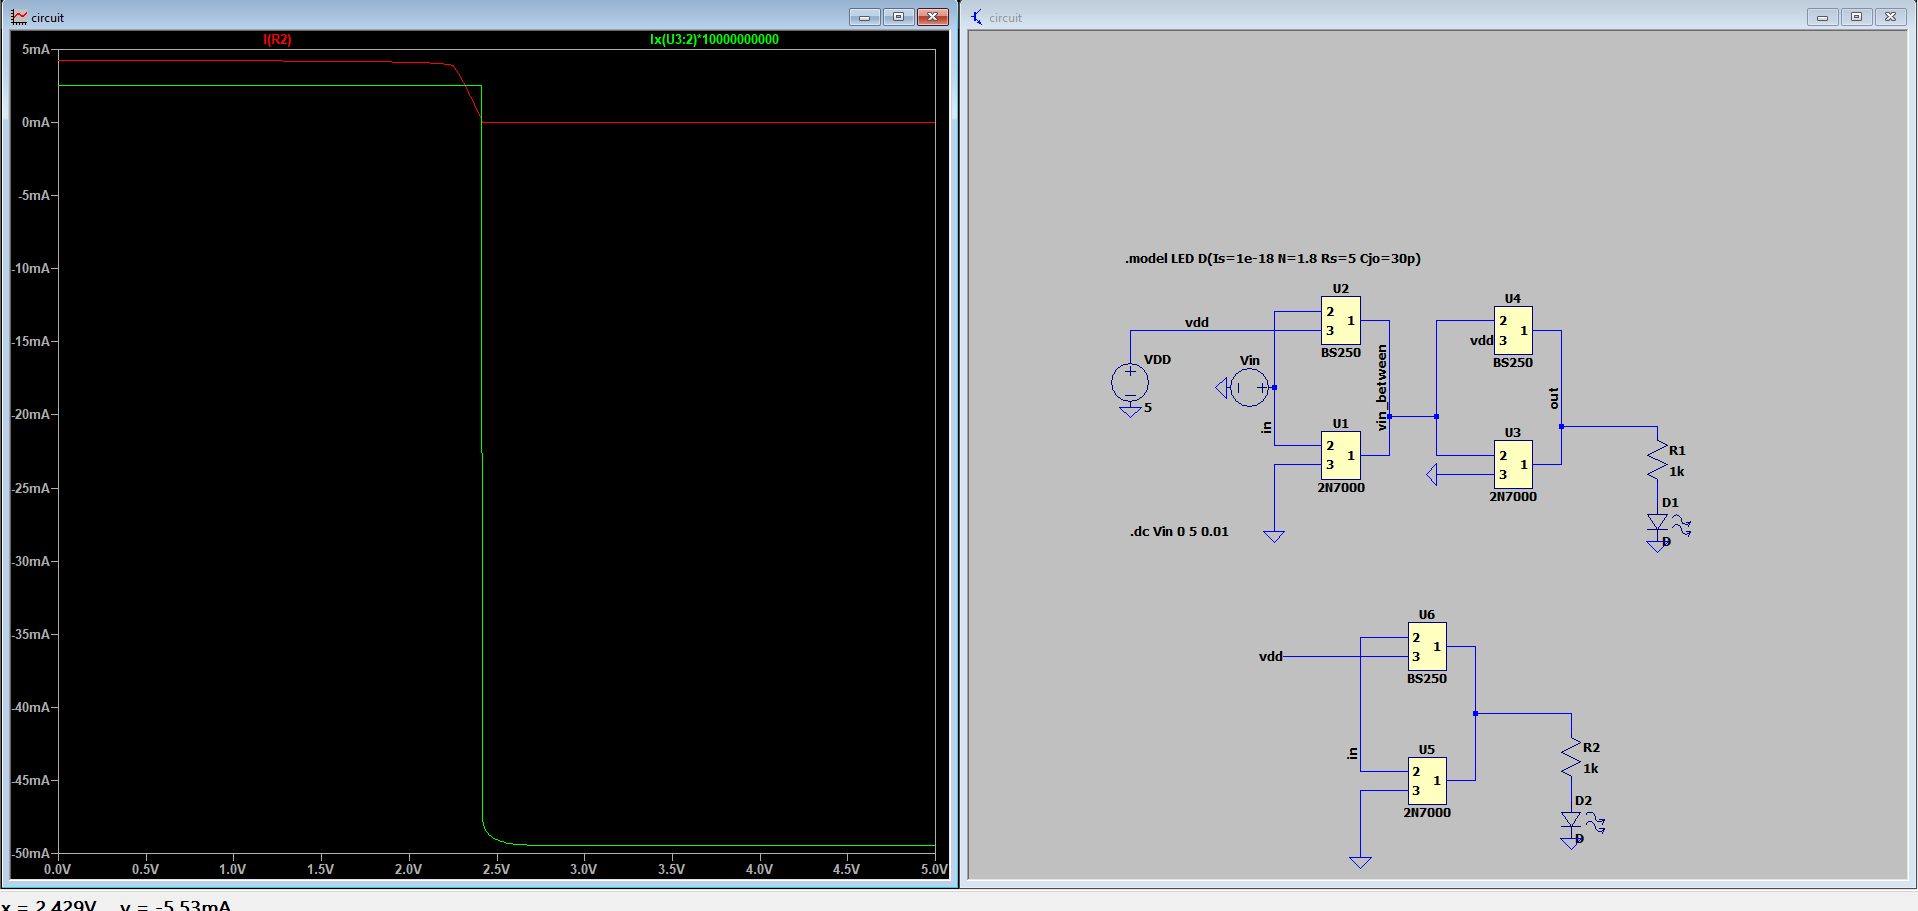 circuit
I(R2)
Ix(U3:2)*10000000000
5mA
0mA
-5mA
-10mA
-15mA
-20mA
-25mA
-30mA
-35mA
-40mA
-45mA
-50mA
0.0V 0.5V 1.0V 1.5V 2.0V 2.5V 3.0V 3.5V 4.0V 4.5V 5.0V
x = 2.429V y = -5.53mA
circuit
.model LED D(Is=1e-18 N=1.8 Rs=5 Cjo=30p)
vdd
VDD
5
Vin
in
U2
2
3
1
BS250
U1
2
3
1
2N7000
vin_between
U4
2
vdd 3
1
BS250
U3
2
3
1
2N7000
out
R1
1k
D1
D
.dc Vin 0 5 0.01
vdd
in
U6
2
3
1
BS250
U5
2
3
1
2N7000
R2
1k
D2
D